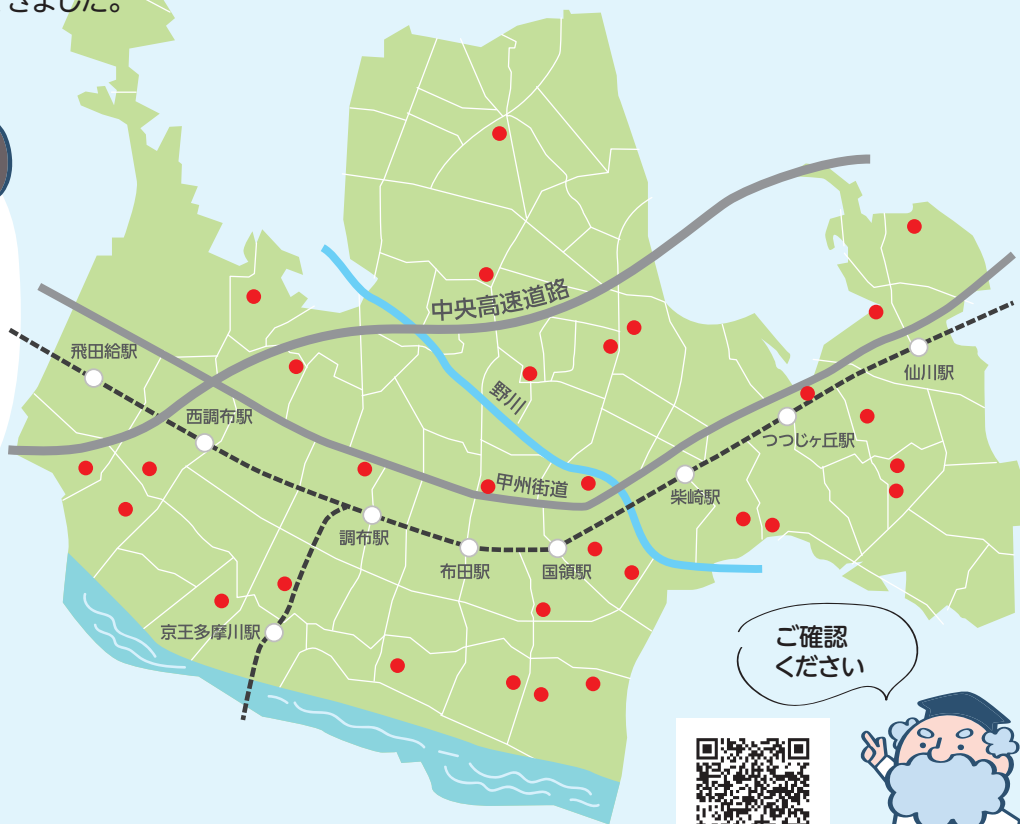 きました。
中央高速道路
飛田給駅
仙川駅
野川
西調布駅
つつじヶ丘駅
甲州街道
柴崎駅
調布駅
布田駅
国領駅
京王多摩川駅
ご確認
ください